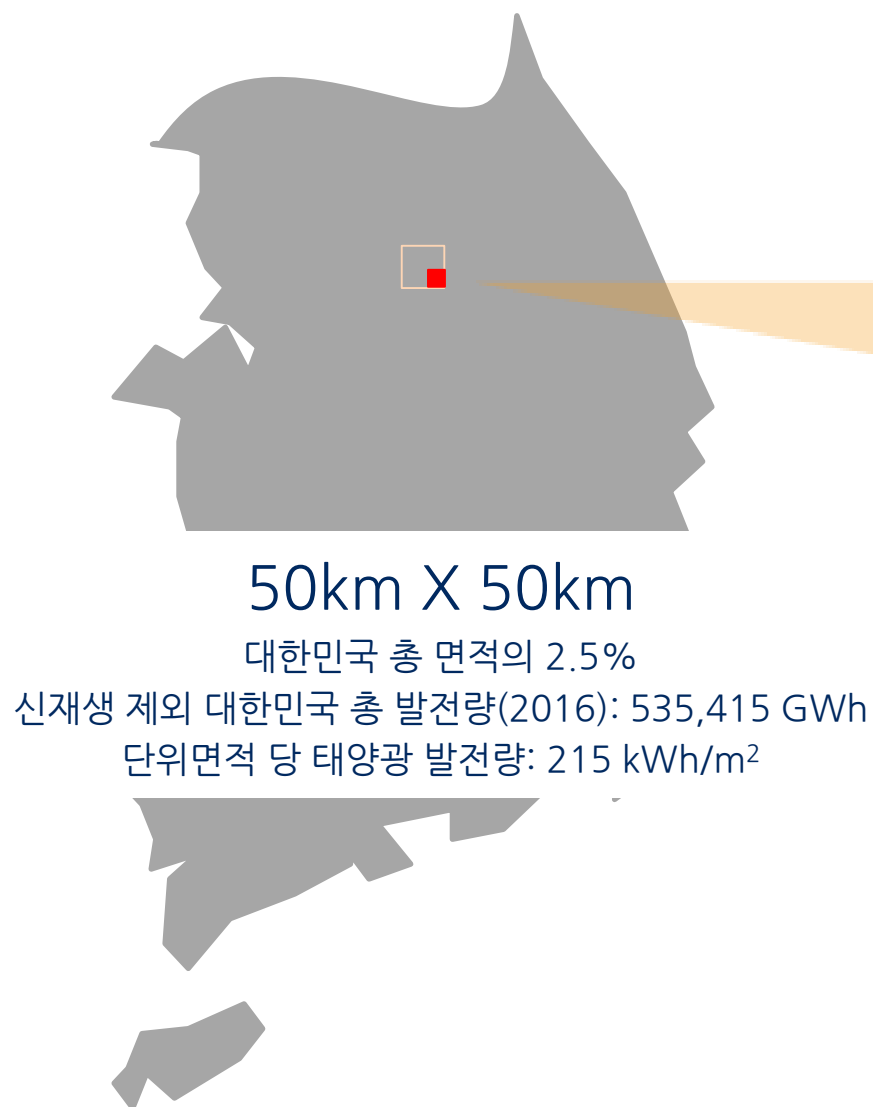 50km X 50km
대한민국 총 면적의 2.5%
신재생 제외 대한민국 총 발전량(2016): 535,415 GWh
단위면적 당 태양광 발전량: 215 kWh/m²